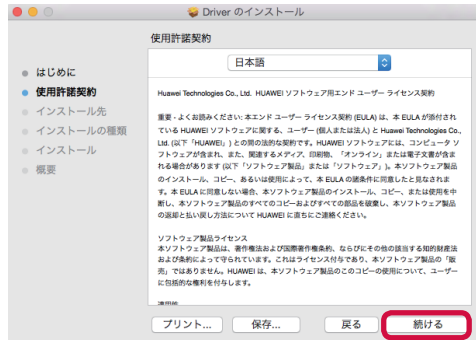 Driver のインストール
使用許諾契約
日本語
はじめに
使用許諾契約
インストール先
インストールの種類
インストール
概要
Huawei Technologies Co., Ltd. HUAWEI ソフトウェア用エンド ユーザー ライセンス契約
重要 - よくお読みください: 本エンド ユーザー ライセンス契約 (EULA) は、本 EULA が添付され
ている HUAWEI ソフトウェアに関する、ユーザー (個人または法人) と Huawei Technologies Co.,
Ltd. (以下「HUAWEI」) との間の法的な契約です。HUAWEI ソフトウェアには、コンピュータ ソ
フトウェアが含まれ、また、関連するメディア、印刷物、「オンライン」または電子文書が含ま
れる場合があります (以下「ソフトウェア製品」または「ソフトウェア」)。本ソフトウェア製品
のインストール、コピー、あるいは使用によって、本 EULA の諸条件に同意したと見なされま
す。本 EULA に同意しない場合、本ソフトウェア製品のインストール、コピー、または使用を中
断し、本ソフトウェア製品のすべてのコピーおよびすべての部品を破棄し、本ソフトウェア製品
の返却と払い戻し方法について HUAWEI に直ちにご連絡ください。
ソフトウェア製品ライセンス
本ソフトウェア製品は、著作権法および国際著作権条約、ならびにその他の該当する知的財産法
および条約によって守られています。これはライセンス付与であり、本ソフトウェア製品の「販
売」ではありません。HUAWEI は、本ソフトウェア製品のこのコピーの使用について、ユーザー
に包括的な権利を付与します。
プリント...
保存...
戻る
続ける